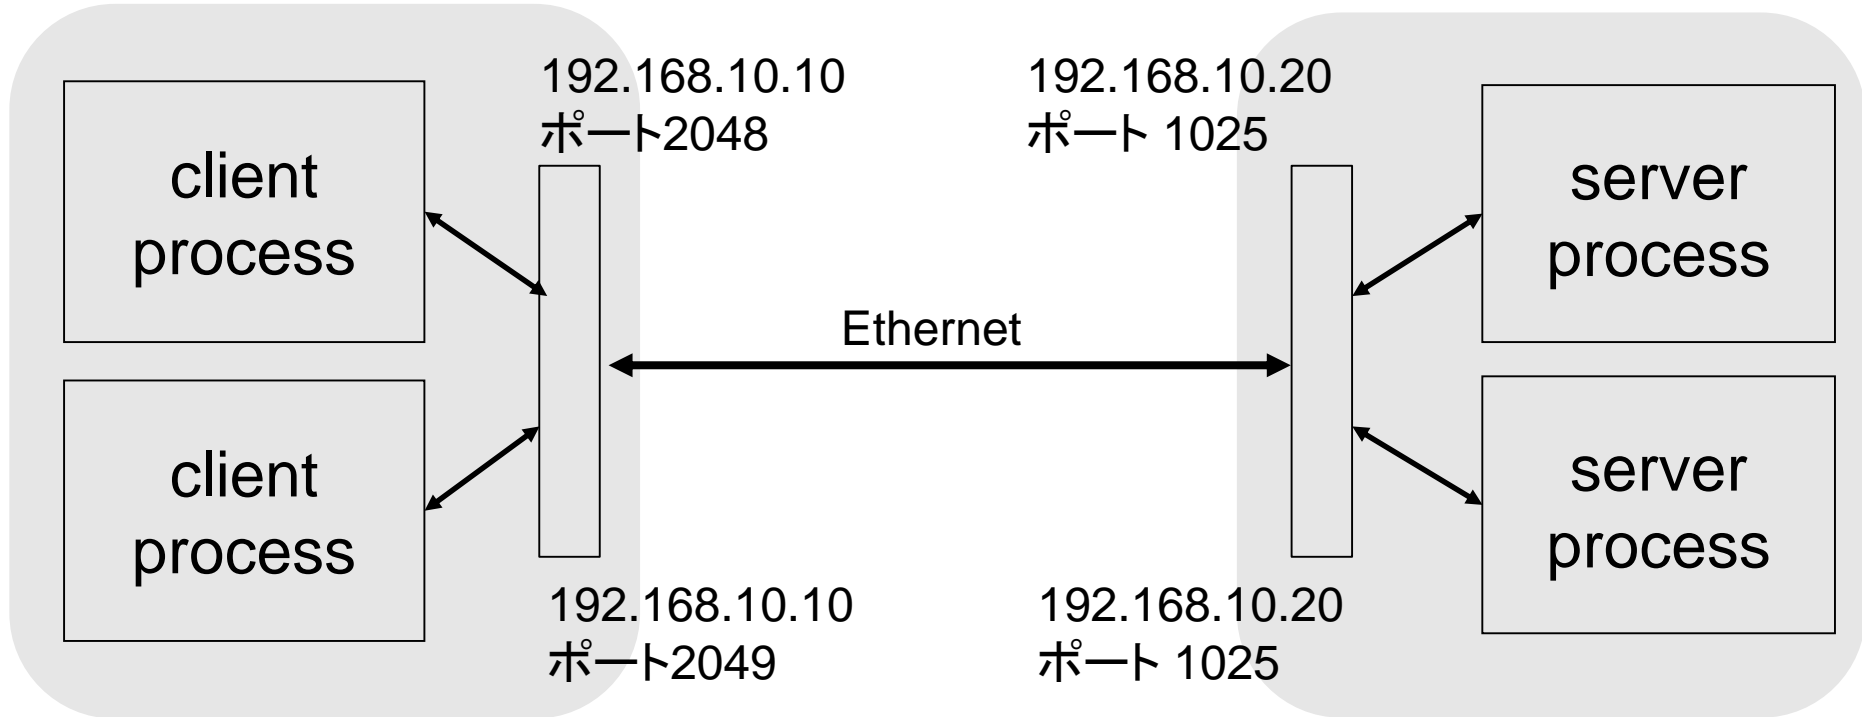 192.168.10.10
ポート2048
192.168.10.20
ポート 1025
client
process
server
process
Ethernet
client
process
server
process
192.168.10.10
ポート2049
192.168.10.20
ポート 1025